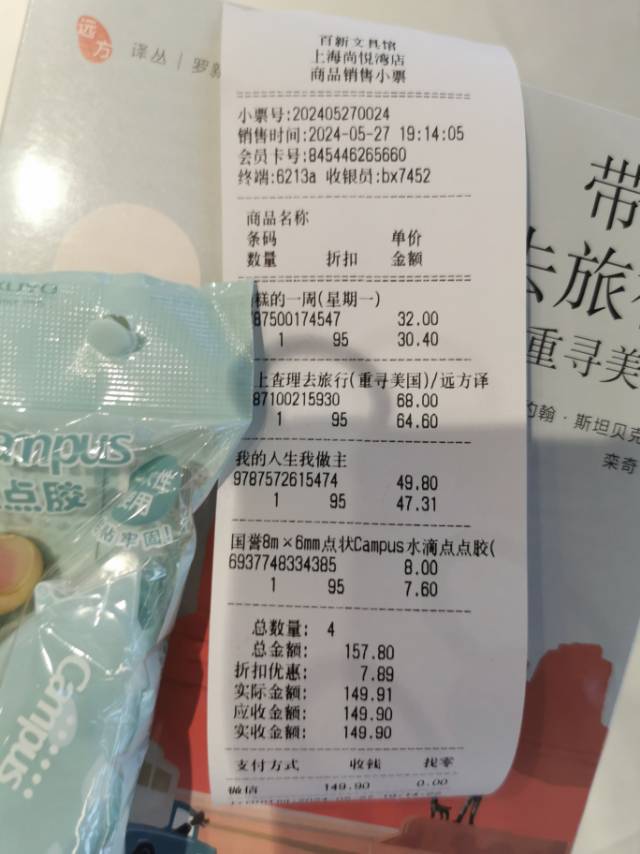 远方
译丛｜罗新
百新文具馆
上海尚悦湾店
商品销售小票
小票号:202405270024
销售时间:2024-05-27 19:14:05
会员卡号:845446265660
终端:6213a 收银员:bx7452
商品名称
条码 单价
数量 折扣 金额
糕的一周(星期一)
87500174547 32.00
1 95 30.40
上查理去旅行(重寻美国)/远方译
87100215930 68.00
1 95 64.60
我的人生我做主
9787572615474 49.80
1 95 47.31
国誉8m×6mm点状Campus水滴点点胶(
6937748334385 8.00
1 95 7.60
总数量: 4
总金额: 157.80
折扣优惠: 7.89
实际金额: 149.91
应收金额: 149.90
实收金额: 149.90
支付方式 收钱 找零
微信 149.90 0.00
带
去旅
重寻美
约翰·斯坦贝克
栾奇
Campus
点胶
牢固!
Campus